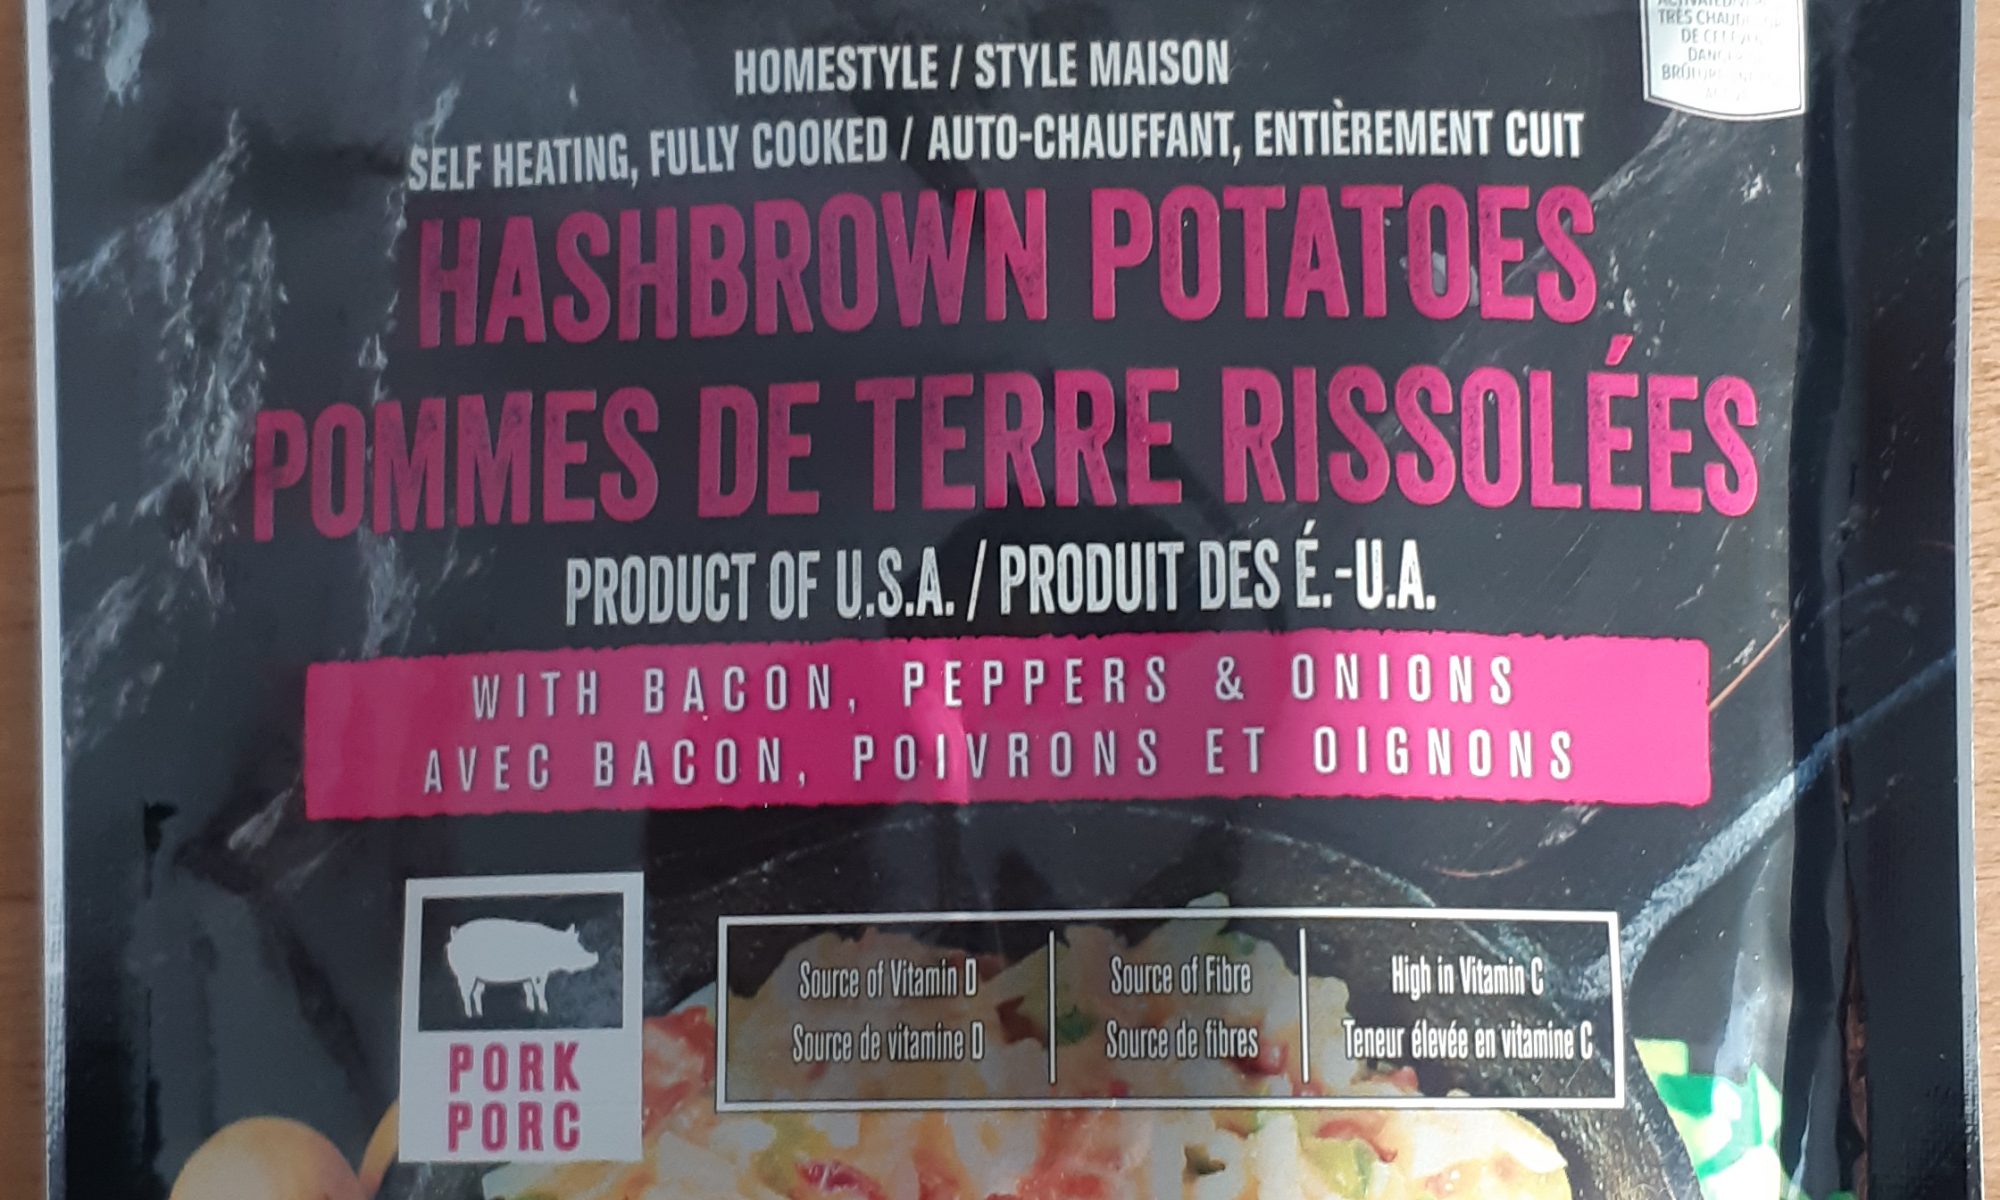 TRÈS CHAUDE
HOMESTYLE / STYLE MAISON
SELF HEATING, FULLY COOKED / AUTO-CHAUFFANT, ENTIÈREMENT CUIT
HASHBROWN POTATOES
POMMES DE TERRE RISSOLÉES
PRODUCT OF U.S.A. / PRODUIT DES É.-U.A.
WITH BACON, PEPPERS & ONIONS
AVEC BACON, POIVRONS ET OIGNONS
PORK
PORC
Source of Vitamin D
Source de vitamine D
Source of Fibre
Source de fibres
High in Vitamin C
Teneur élevée en vitamine C